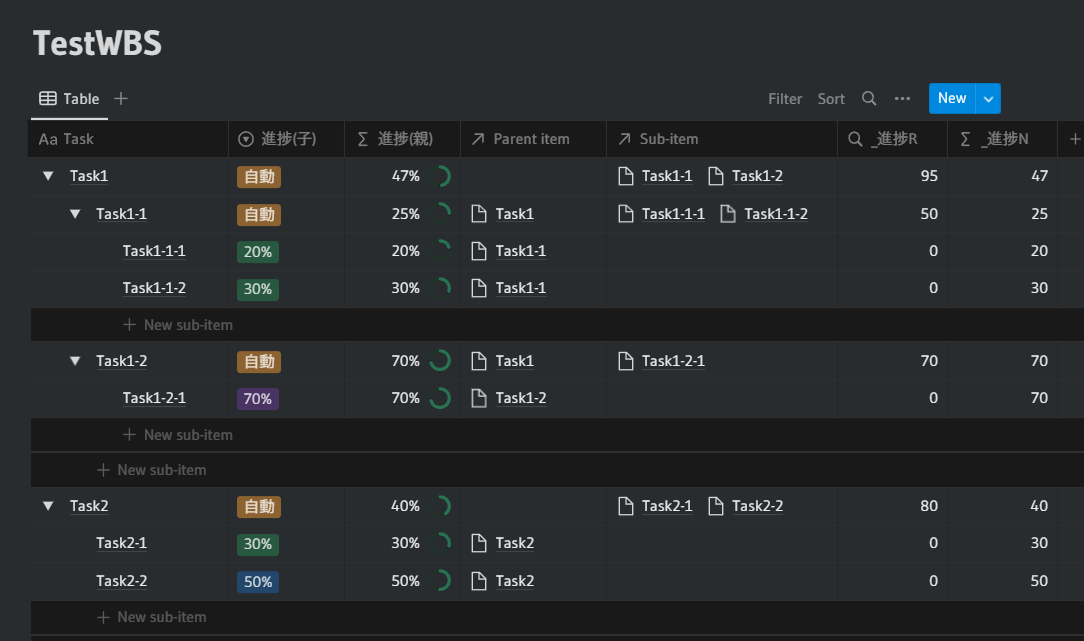 TestWBS
Table
Filter Sort ... New
Aa Task 進捗(子) Σ 進捗(親) Parent item Sub-item _進捗R Σ _進捗N
Task1 自動 47% Task1-1 Task1-2 95 47
Task1-1 自動 25% Task1 Task1-1-1 Task1-1-2 50 25
Task1-1-1 20% 20% Task1-1 0 20
Task1-1-2 30% 30% Task1-1 0 30
+ New sub-item
Task1-2 自動 70% Task1 Task1-2-1 70 70
Task1-2-1 70% 70% Task1-2 0 70
+ New sub-item
+ New sub-item
Task2 自動 40% Task2-1 Task2-2 80 40
Task2-1 30% 30% Task2 0 30
Task2-2 50% 50% Task2 0 50
+ New sub-item